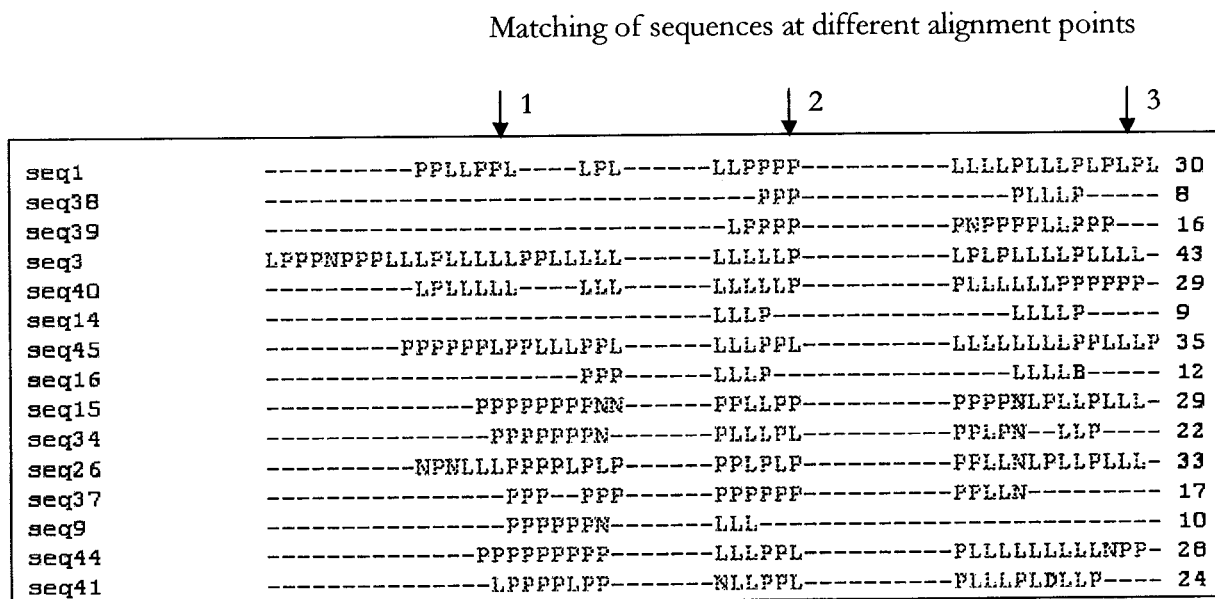 Matching of sequences at different alignment points
1 2 3
seq1 ----------PPLLPPL----LPL------LLPPPP----------LLLLPLLLPLPLPL 30
seq38 ---------------------------------PPP--------------PLLLP----- 8
seq39 -------------------------------LPPPP----------PNPPPPLLPPP--- 16
seq3 LPPPNPPPLLLPLLLLLPPLLLLL------LLLLLP----------LPLPLLLLPLLLL- 43
seq40 ----------LPLLLLL----LLL------LLLLLP----------PLLLLLLPPPPPP- 29
seq14 ------------------------------LLLP----------------LLLLP----- 9
seq45 ---------PPPPPPLPPLLLPPL------LLLPPL----------LLLLLLLLPPLLLP 35
seq16 ---------------------PPP------LLLP----------------LLLLB----- 12
seq15 --------------PPPPPPPPNN------PPLLPP----------PPPPNLPLLPLLL- 29
seq34 ---------------PPPPPPPN-------PLLLPL----------PPLPN--LLP---- 22
seq26 ----------NPNLLLPPPPLPLP------PPLPLP----------PPLLNLPLLPLLL- 33
seq37 ----------------PPP--PPP------PPPPPP----------PPLLN--------- 17
seq9 ----------------PPPPPPN-------LLL--------------------------- 10
seq44 --------------PPPPPPPPP-------LLLPPL----------PLLLLLLLLLNPP- 28
seq41 ---------------LPPPPLPP-------NLLPPL----------PLLLPLDLLP---- 24